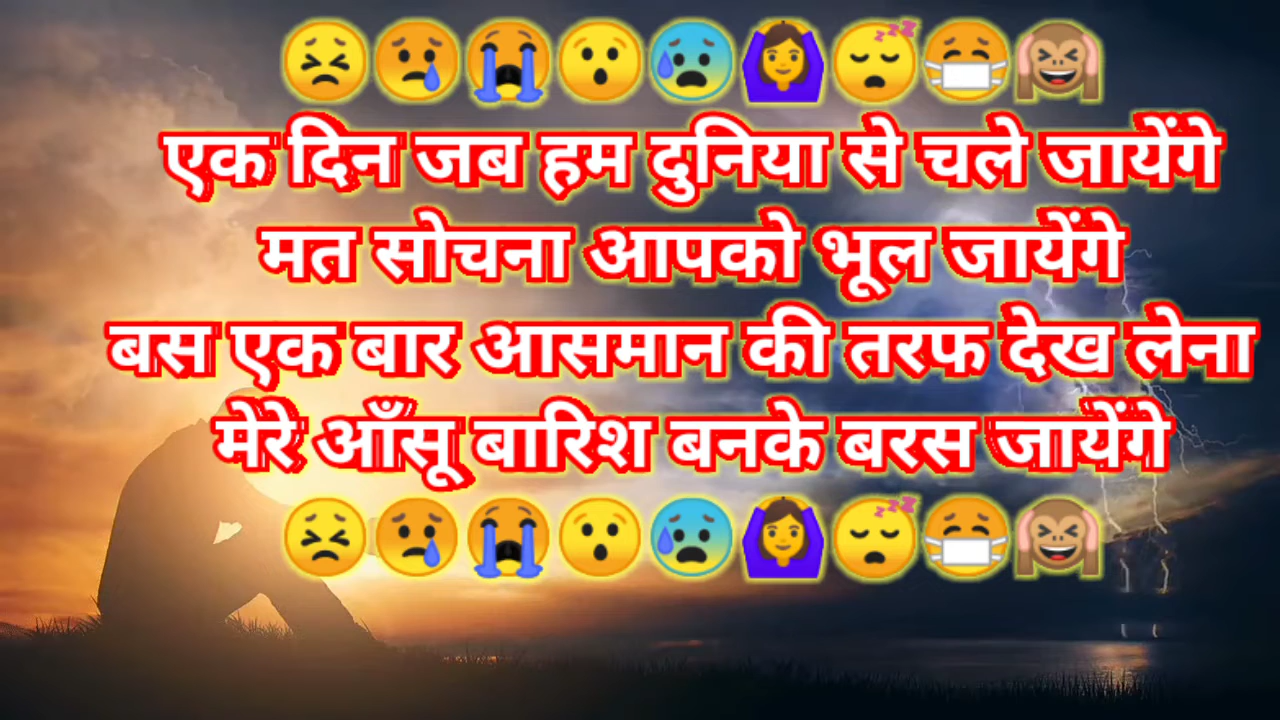 एक दिन जब हम दुनिया से चले जायेंगे
मत सोचना आपको भूल जायेंगे
बस एक बार आसमान की तरफ देख लेना
मेरे आँसू बारिश बनके बरस जायेंगे